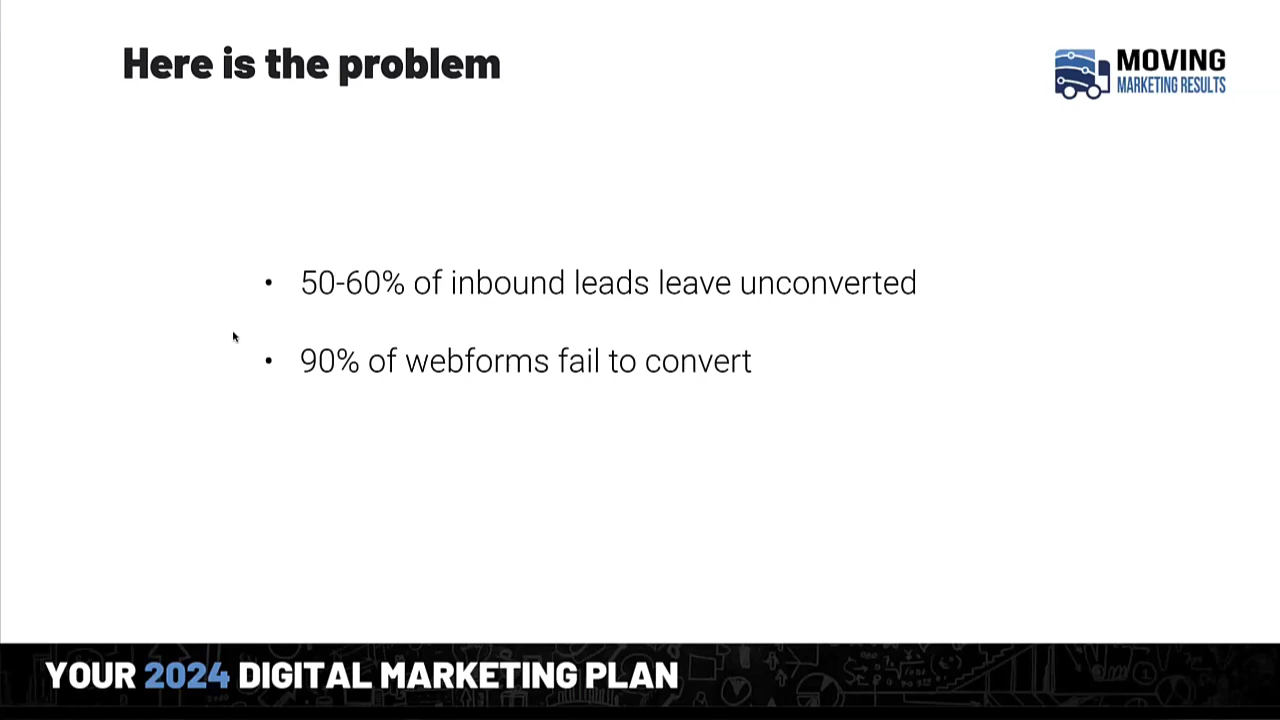 Here is the problem
MOVING
MARKETING RESULTS
• 50-60% of inbound leads leave unconverted
• 90% of webforms fail to convert
YOUR 2024 DIGITAL MARKETING PLAN